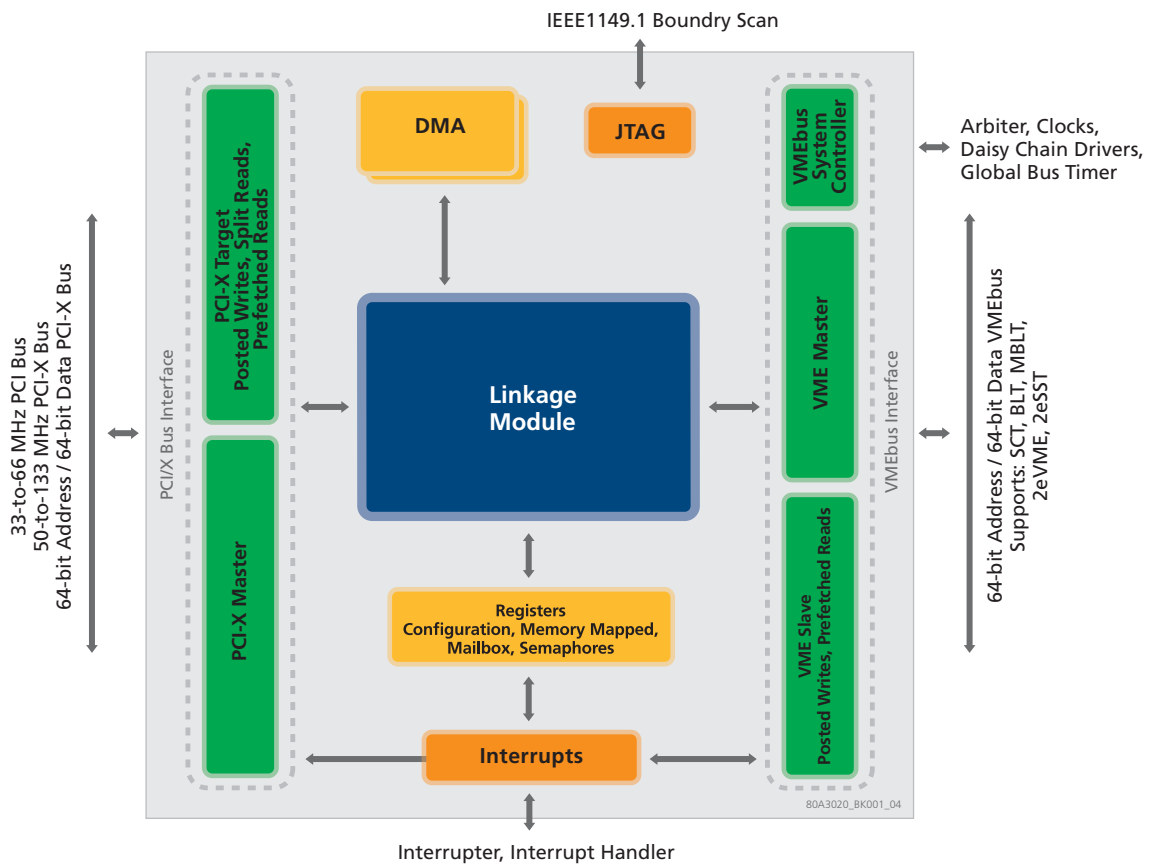 IEEE1149.1 Boundry Scan
DMA
JTAG
VMEbus
System
Controller
Arbiter, Clocks,
Daisy Chain Drivers,
Global Bus Timer
33-to-66 MHz PCI Bus
50-to-133 MHz PCI-X Bus
64-bit Address / 64-bit Data PCI-X Bus
PCI/X Bus Interface
PCI-X Target
Posted Writes, Split Reads,
Prefetched Reads
PCI-X Master
Linkage
Module
VME Master
VMEbus Interface
64-bit Address / 64-bit Data VMEbus
Supports: SCT, BLT, MBLT,
2eVME, 2eSST
Registers
Configuration, Memory Mapped,
Mailbox, Semaphores
VME Slave
Posted Writes, Prefetched Reads
Interrupts
80A3020_BK001_04
Interrupter, Interrupt Handler